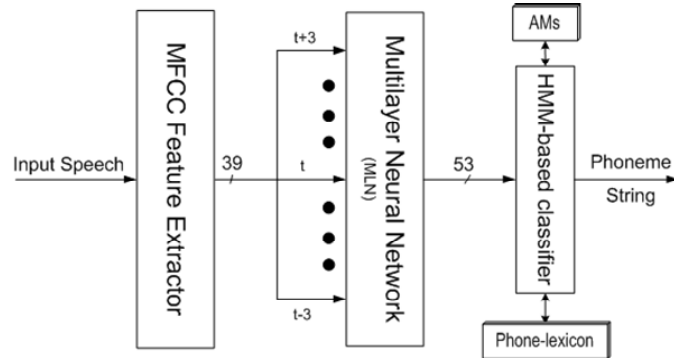 AMs
t+3
MFCC Feature Extractor
Multilayer Neural Network
(MLN)
HMM-based classifier
Input Speech
39
t
53
Phoneme
String
t-3
Phone-lexicon